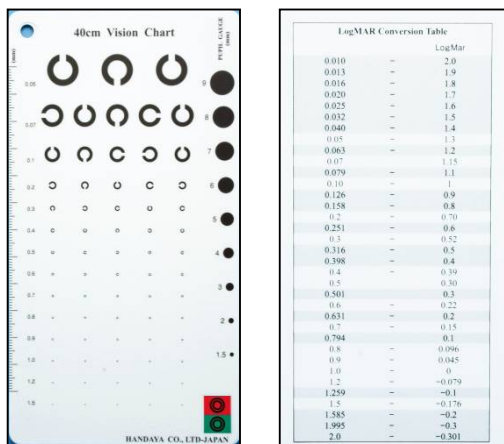 40cm Vision Chart
(mm)
PUPIL GAUGE
(mm)
0.05
9
0.07
8
0.1
7
0.2
6
0.3
5
0.4
4
0.5
0.6
3
0.8
2
0.9
1.5
1.0
1.2
1.5
HANDAYA CO., LTD-JAPAN
LogMAR Conversion Table
LogMar
0.010 – 2.0
0.013 – 1.9
0.016 – 1.8
0.020 – 1.7
0.025 – 1.6
0.032 – 1.5
0.040 – 1.4
0.05 – 1.3
0.063 – 1.2
0.07 1.15
0.079 – 1.1
0.10 – 1
0.126 – 0.9
0.158 – 0.8
0.2 – 0.70
0.251 – 0.6
0.3 – 0.52
0.316 – 0.5
0.398 – 0.4
0.4 – 0.39
0.5 0.30
0.501 0.3
0.6 – 0.22
0.631 – 0.2
0.7 – 0.15
0.794 0.1
0.8 – 0.096
0.9 – 0.045
1.0 – 0
1.2 – −0.079
1.259 – −0.1
1.5 – −0.176
1.585 – −0.2
1.995 – −0.3
2.0 – −0.301